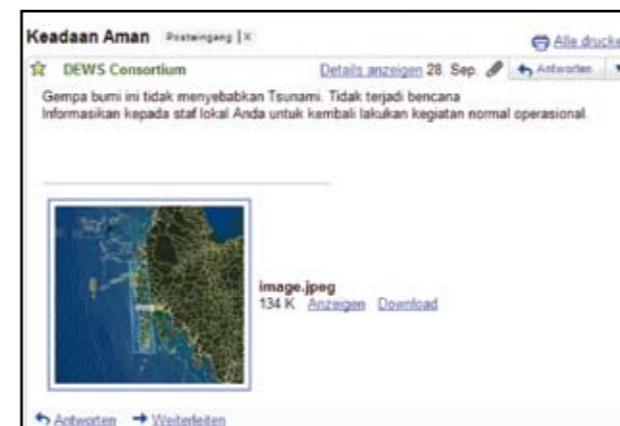 Keadaan Aman Posteingang | X Alle drucke
DEWS Consortium Details anzeigen 28. Sep. Antworten
Gempa bumi ini tidak menyebabkan Tsunami. Tidak terjadi bencana
Informasikan kepada staf lokal Anda untuk kembali lakukan kegiatan normal operasional.
image.jpeg
134 K Anzeigen Download
Antworten Weiterleiten